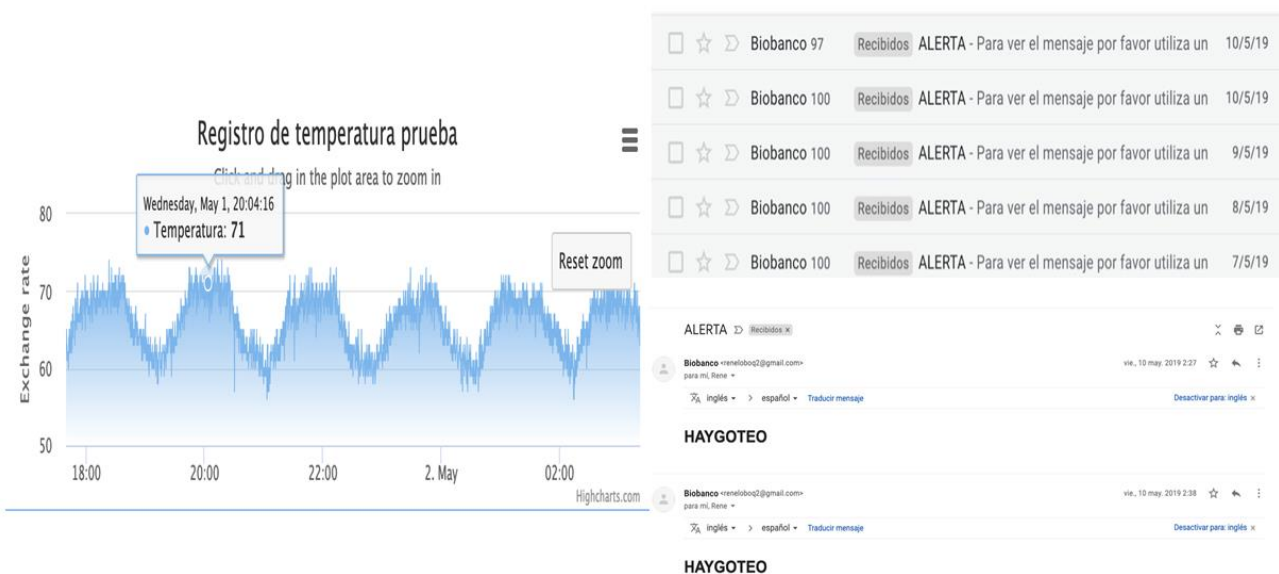 Registro de temperatura prueba
Click and drag in the plot area to zoom in
Wednesday, May 1, 20:04:16
Temperatura: 71
Reset zoom
Exchange rate
80
70
60
50
18:00
20:00
22:00
2. May
02:00
Highcharts.com
Biobanco 97 Recibidos ALERTA - Para ver el mensaje por favor utiliza un 10/5/19
Biobanco 100 Recibidos ALERTA - Para ver el mensaje por favor utiliza un 10/5/19
Biobanco 100 Recibidos ALERTA - Para ver el mensaje por favor utiliza un 9/5/19
Biobanco 100 Recibidos ALERTA - Para ver el mensaje por favor utiliza un 8/5/19
Biobanco 100 Recibidos ALERTA - Para ver el mensaje por favor utiliza un 7/5/19
ALERTA Recibidos ×
Biobanco <reneloboq2@gmail.com> vie., 10 may. 2019 2:27
para mí, Rene
inglés > español Traducir mensaje Desactivar para: inglés ×
HAYGOTEO
Biobanco <reneloboq2@gmail.com> vie., 10 may. 2019 2:38
para mí, Rene
inglés > español Traducir mensaje Desactivar para: inglés ×
HAYGOTEO